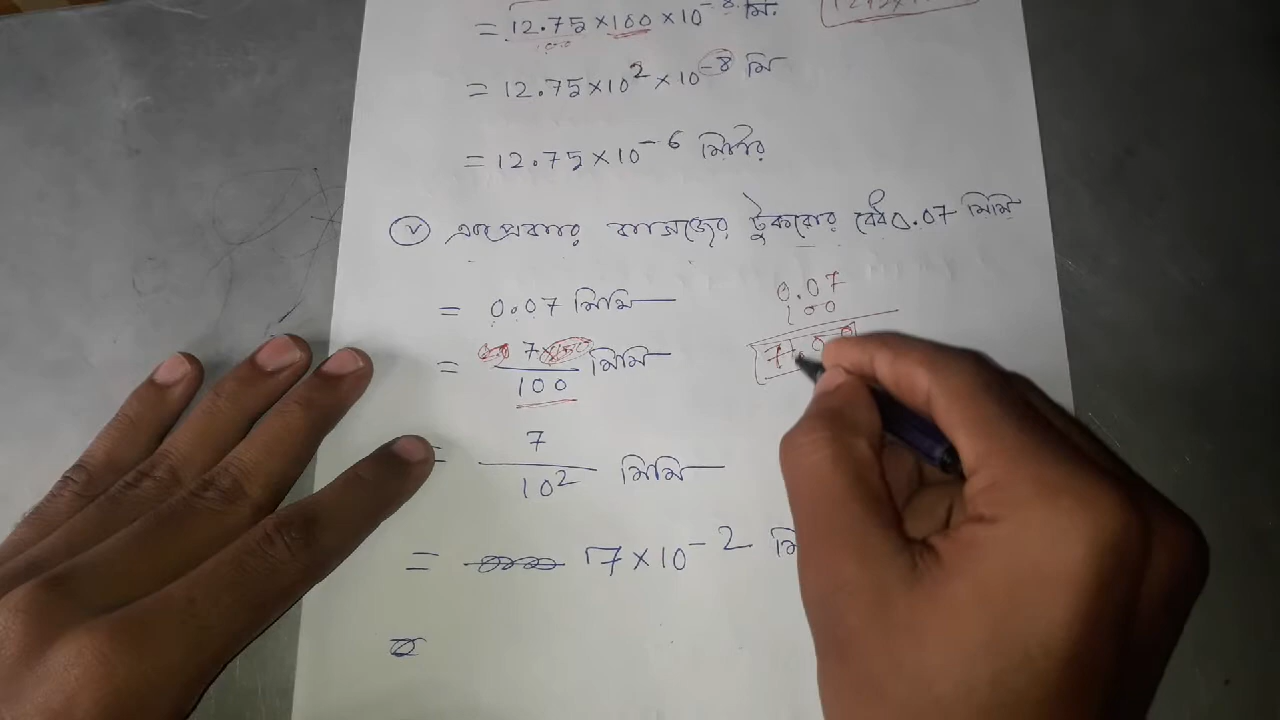 = 12.75 × 100 × 10⁻⁸ মি.
= 12.75 × 10² × 10⁻⁸ মি
= 12.75 × 10⁻⁶ মিটার
(v) একপ্রকার কাগজের টুকরোর বেধ 0.07 মিমি
= 0.07 মিমি
0.07
100
= 7/100 মিমি
= 7/10² মিমি
= 7 × 10⁻² মি